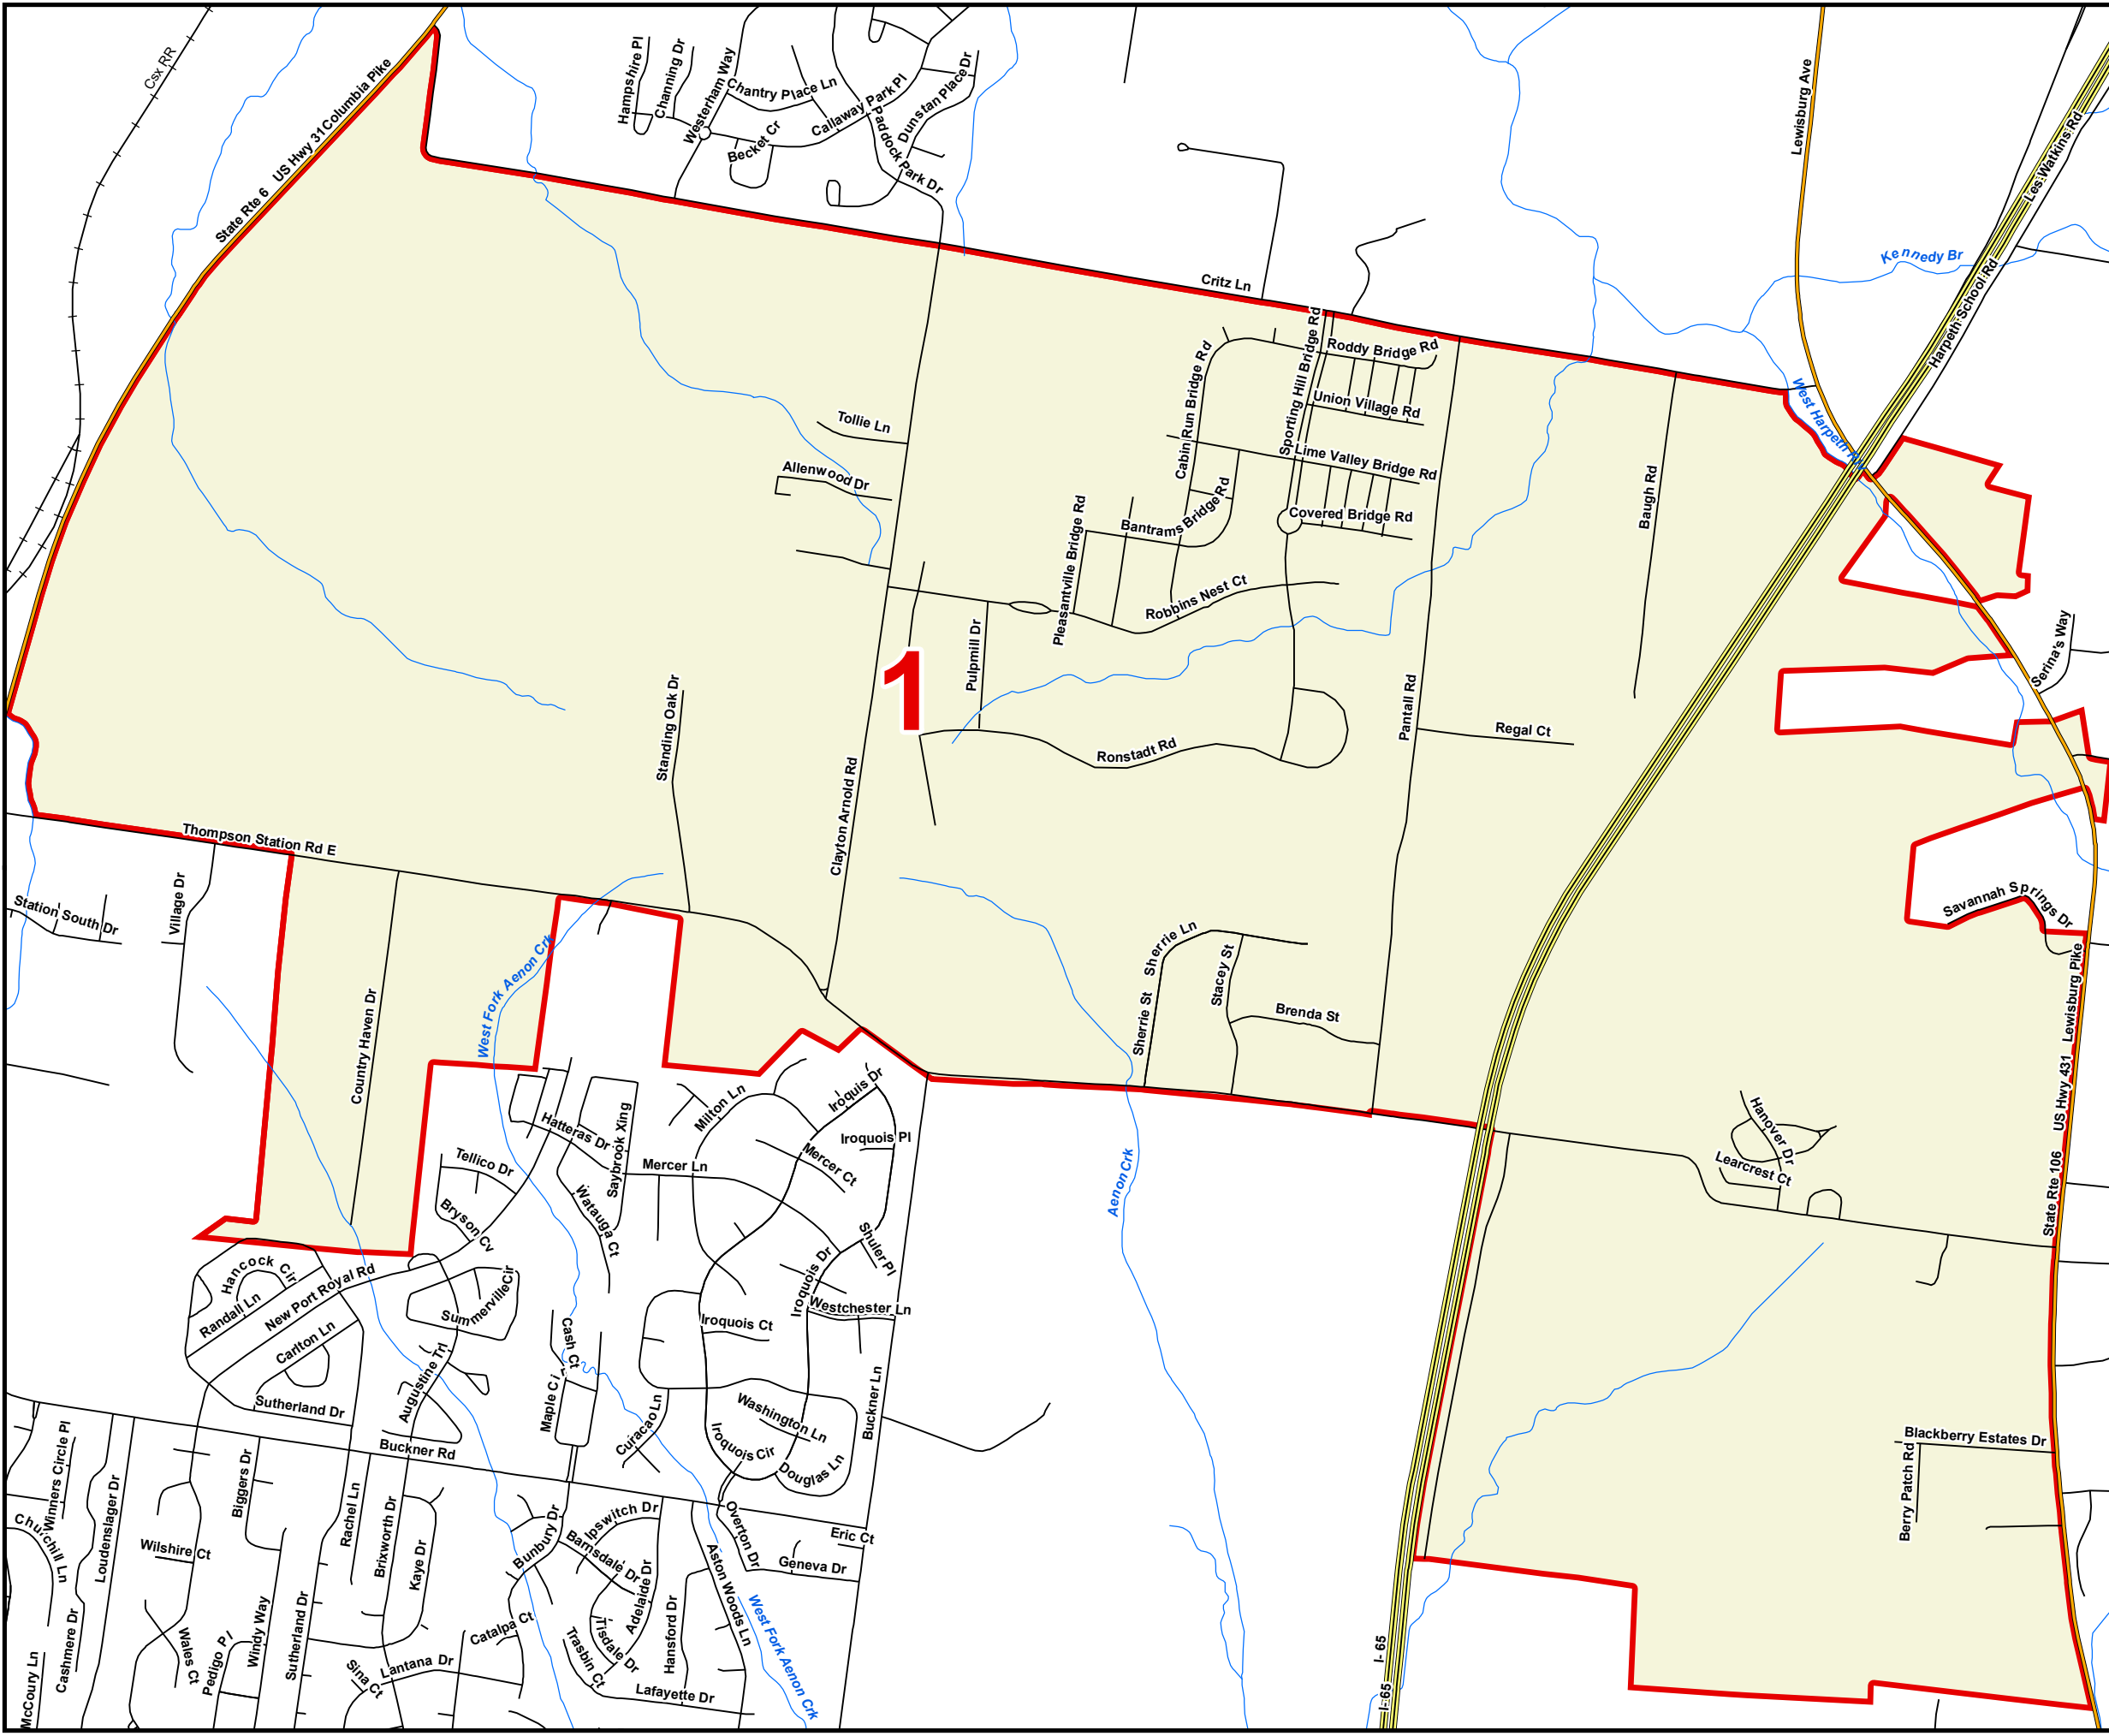 Csx RR
State Rte 6
US Hwy 31
Columbia Pike
Hampshire Pl
Channing Dr
Westerham Way
Chantry Place Ln
Becket Cr
Callaway Park Pl
Paddock Park Dr
Dunstan Place Dr
Lewisburg Ave
Les Watkins Rd
Kennedy Br
Harpeth School Rd
West Harpeth Riv
Critz Ln
Sporting Hill Bridge Rd
Roddy Bridge Rd
Cabin Run Bridge Rd
Union Village Rd
Lime Valley Bridge Rd
Tollie Ln
Allenwood Dr
Bantrams Bridge Rd
Covered Bridge Rd
Baugh Rd
Pleasantville Bridge Rd
Robbins Nest Ct
Pulpmill Dr
Serina's Way
1
Standing Oak Dr
Pantall Rd
Regal Ct
Ronstadt Rd
Clayton Arnold Rd
Thompson Station Rd E
Village Dr
Station South Dr
Savannah Springs Dr
West Fork Aenon Crk
Sherrie Ln
Stacey St
Sherrie St
Brenda St
Lewisburg Pike
US Hwy 431
State Rte 106
Country Haven Dr
Hatteras Dr
Saybrook Xing
Milton Ln
Iroquis Dr
Iroquois Pl
Mercer Ln
Mercer Ct
Tellico Dr
Bryson Cv
Watauga Ct
Shuler Pl
Aenon Crk
Hanover Dr
Learcrest Ct
Hancock Cir
Randall Ln
New Port Royal Rd
Carlton Ln
Summerville Cir
Iroquois Dr
Westchester Ln
Iroquois Ct
Cash Ct
Maple Ci
Augustine Trl
Sutherland Dr
Buckner Ln
Washington Ln
Curacao Ln
Iroquois Cir
Douglas Ln
Buckner Rd
Blackberry Estates Dr
Berry Patch Rd
Winners Circle Pl
Churchill Ln
Loudenslager Dr
Biggers Dr
Rachel Ln
Brixworth Dr
Kaye Dr
Wilshire Ct
Bunbury Dr
Ipswitch Dr
Barnsdale Dr
Adelaide Dr
Overton Dr
Eric Ct
Geneva Dr
Aston Woods Ln
West Fork Aenon Crk
Hansford Dr
Tisdale Dr
Trasbin Ct
Catalpa Ct
Lafayette Dr
Lantana Dr
Sina Ct
Sutherland Dr
Windy Way
Pedigo Pl
Wales Ct
Cashmere Dr
McCoury Ln
I- 65
I- 65